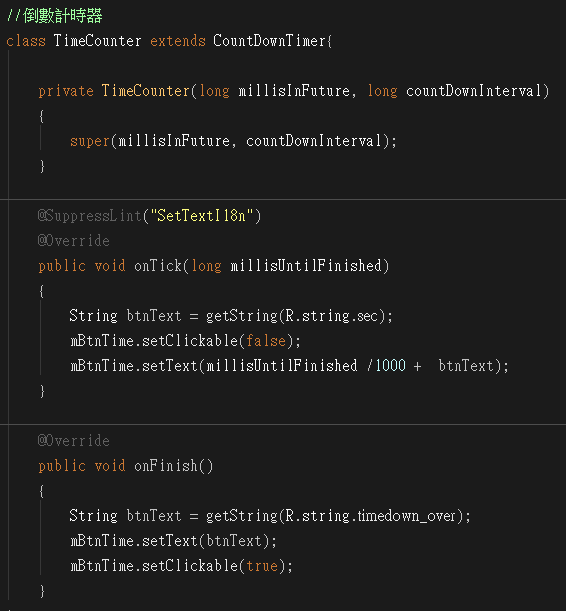 //倒數計時器
class TimeCounter extends CountDownTimer{
private TimeCounter(long millisInFuture, long countDownInterval)
{
super(millisInFuture, countDownInterval);
}
@SuppressLint("SetTextI18n")
@Override
public void onTick(long millisUntilFinished)
{
String btnText = getString(R.string.sec);
mBtnTime.setClickable(false);
mBtnTime.setText(millisUntilFinished /1000 +  btnText);
}
@Override
public void onFinish()
{
String btnText = getString(R.string.timedown_over);
mBtnTime.setText(btnText);
mBtnTime.setClickable(true);
}